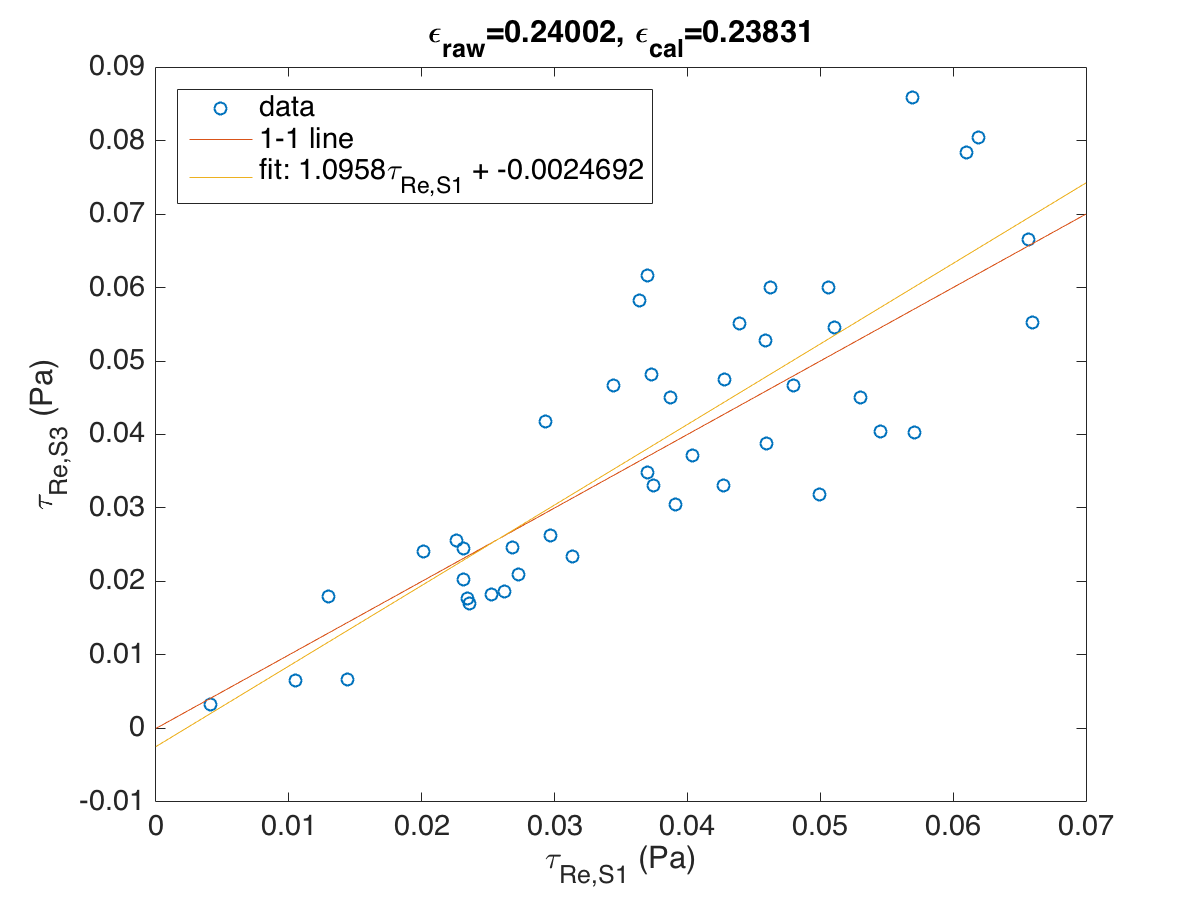 ϵraw=0.24002, ϵcal=0.23831
0.09
0.08
0.07
0.06
0.05
0.04
0.03
0.02
0.01
0
-0.01
data
1-1 line
fit: 1.0958τRe,S1 + -0.0024692
τRe,S3 (Pa)
0 0.01 0.02 0.03 0.04 0.05 0.06 0.07
τRe,S1 (Pa)